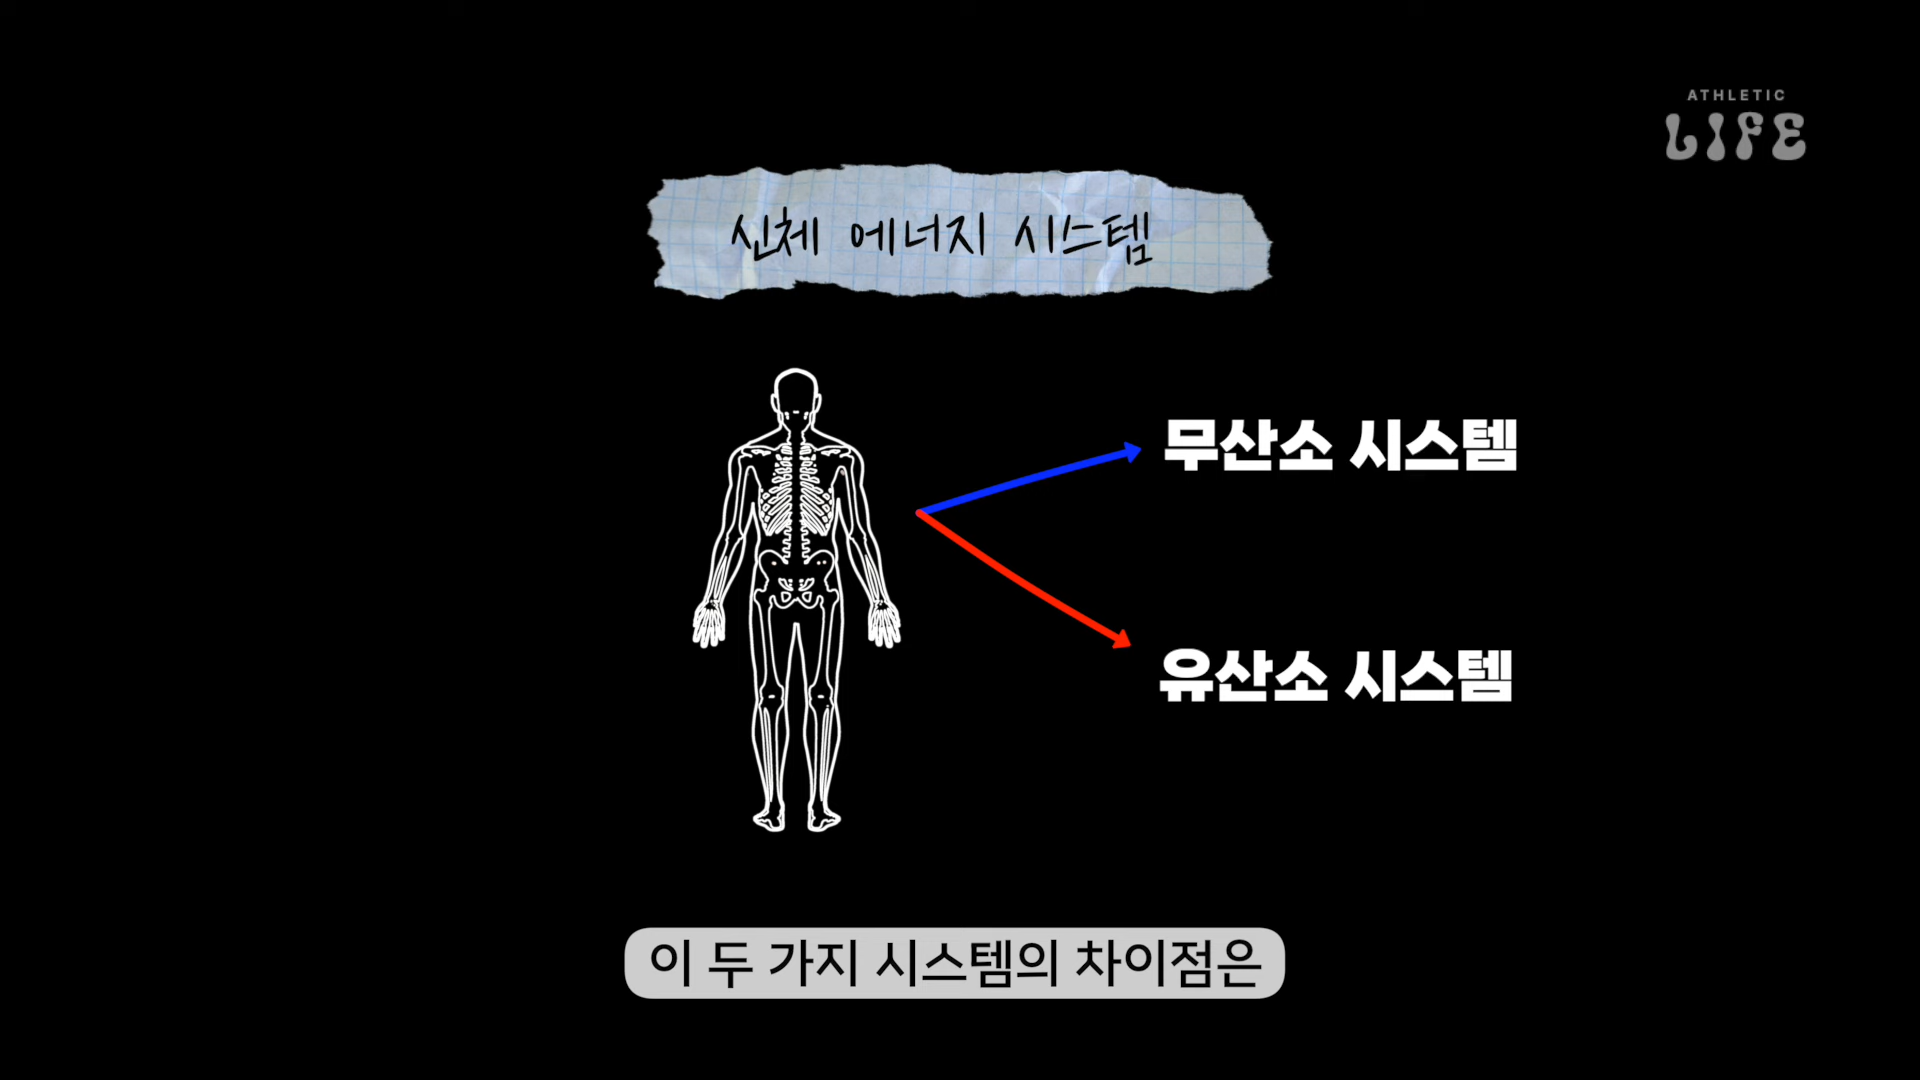 ATHLETIC
LIFE
신체 에너지 시스템
무산소 시스템
유산소 시스템
이 두 가지 시스템의 차이점은